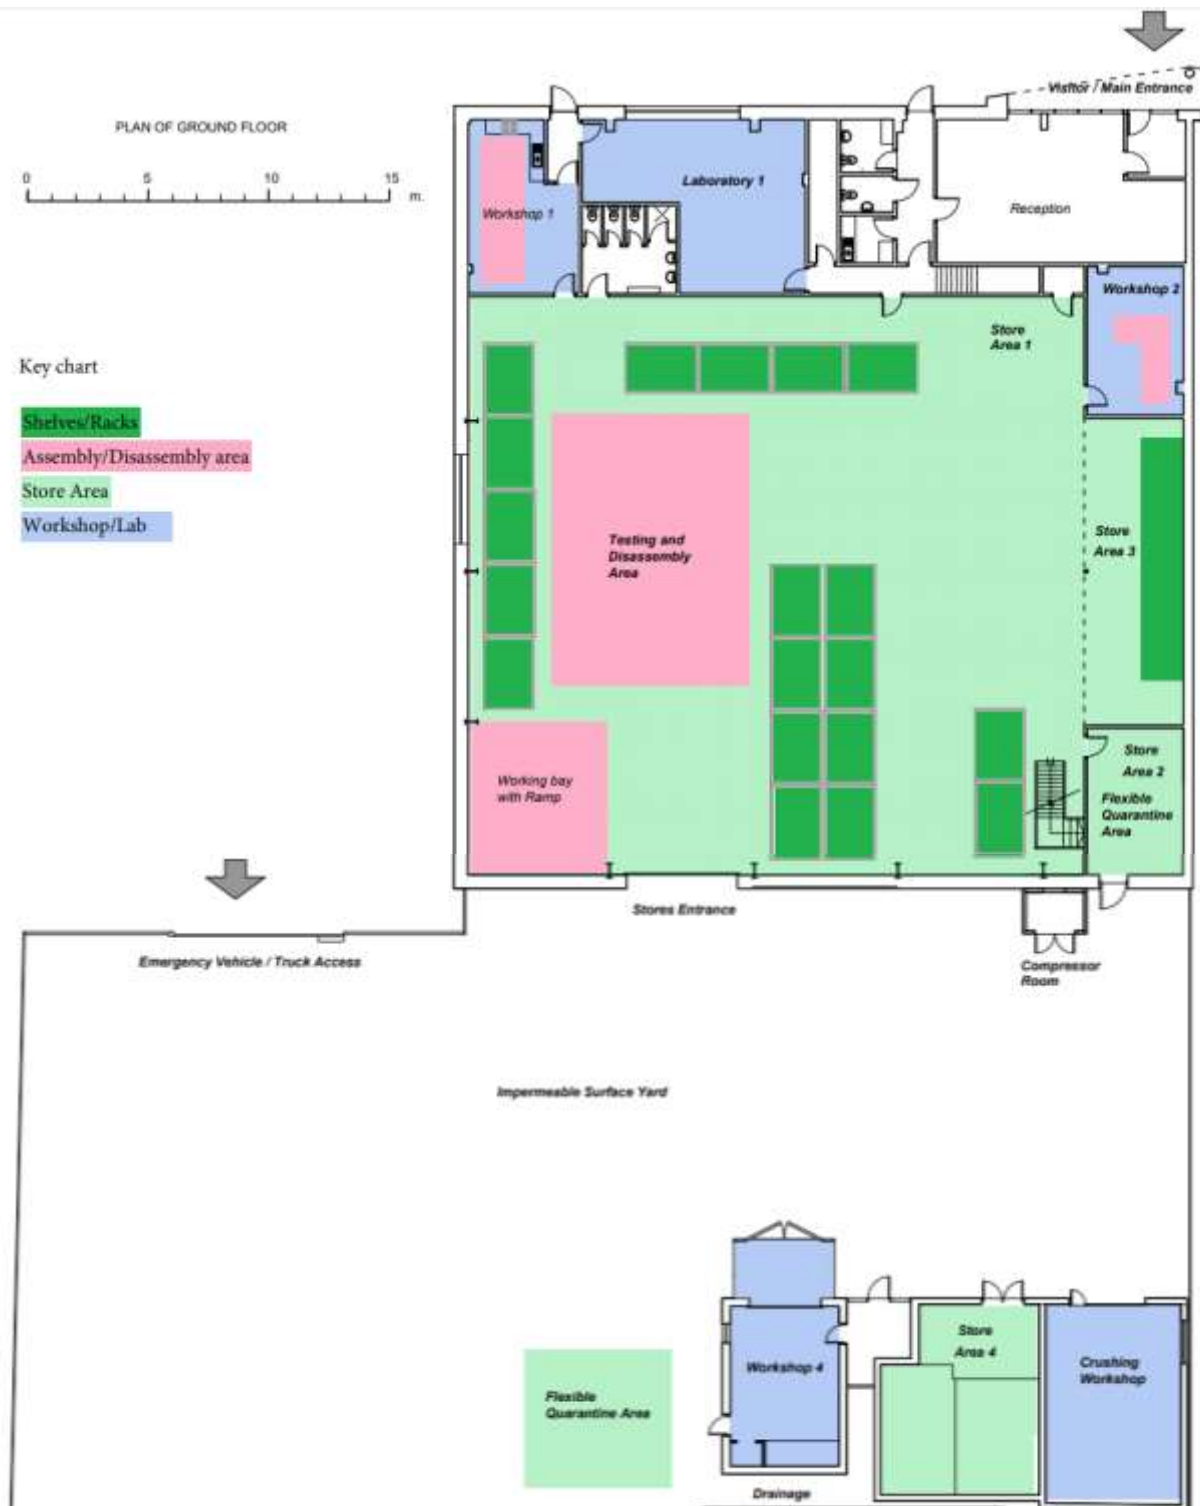 Visitor / Main Entrance
PLAN OF GROUND FLOOR
0 5 10 15
m.
Laboratory 1
Workshop 1
Reception
Workshop 2
Store
Area 1
Key chart
Shelves/Racks
Assembly/Disassembly area
Store Area
Workshop/Lab
Testing and
Disassembly
Area
Store
Area 3
Working bay
with Ramp
Store
Area 2
Flexible
Quarantine
Area
Stores Entrance
Emergency Vehicle / Truck Access
Compressor
Room
Impermeable Surface Yard
Store
Area 4
Workshop 4
Crushing
Workshop
Flexible
Quarantine Area
Drainage